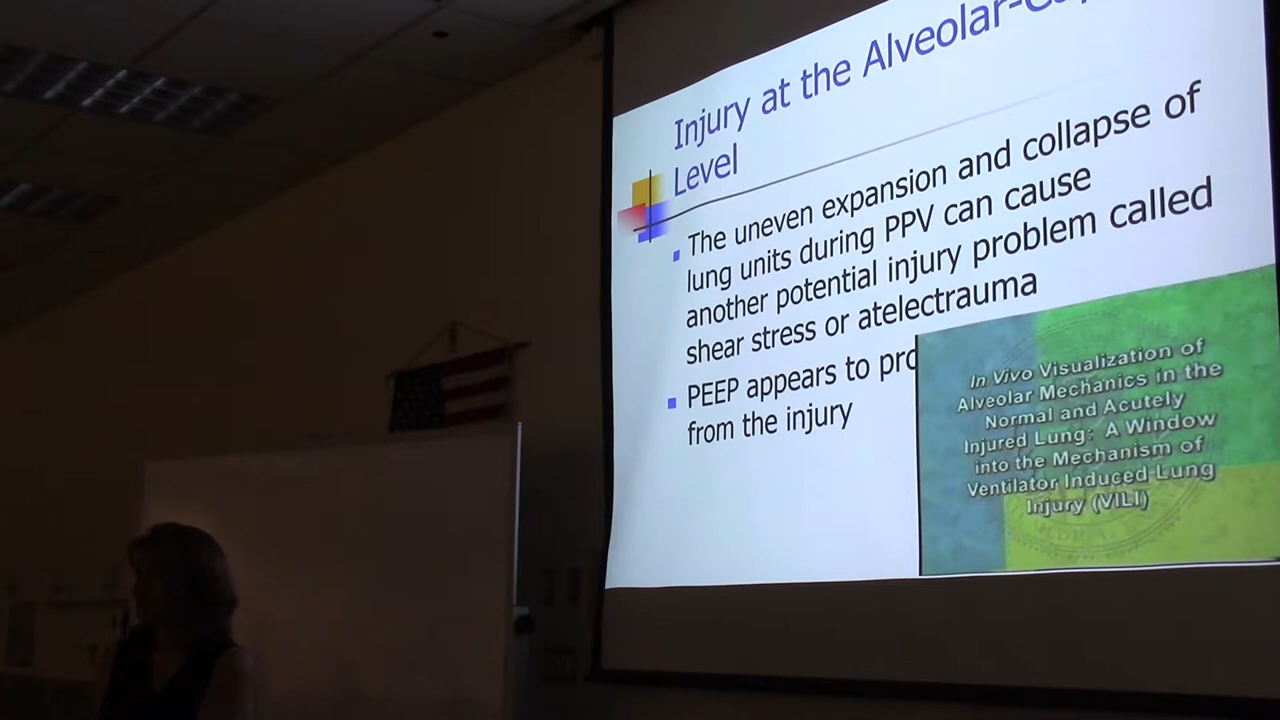 Injury at the Alveolar-
Level
The uneven expansion and collapse of
lung units during PPV can cause
another potential injury problem called
shear stress or atelectrauma
PEEP appears to
from the injury
In Vivo Visualization of
Alveolar Mechanics in the
Normal and Acutely
Injured Lung: A Window
into the Mechanism of
Ventilator Induced Lung
Injury (VILI)